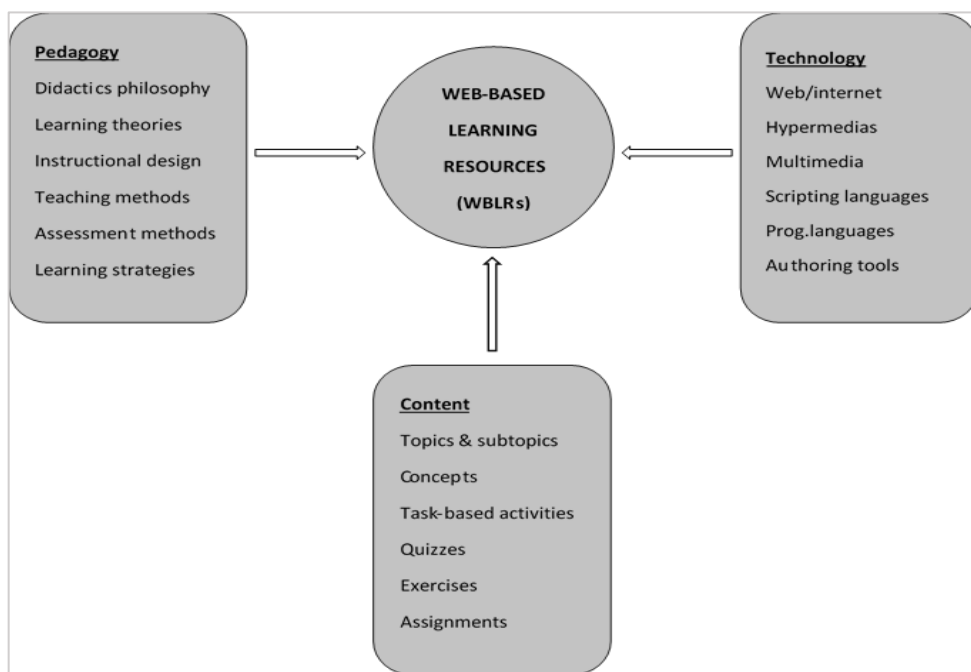 Pedagogy
Didactics philosophy
Learning theories
Instructional design
Teaching methods
Assessment methods
Learning strategies
WEB-BASED
LEARNING
RESOURCES
(WBLRs)
Technology
Web/internet
Hypermedias
Multimedia
Scripting languages
Prog.languages
Authoring tools
Content
Topics & subtopics
Concepts
Task-based activities
Quizzes
Exercises
Assignments